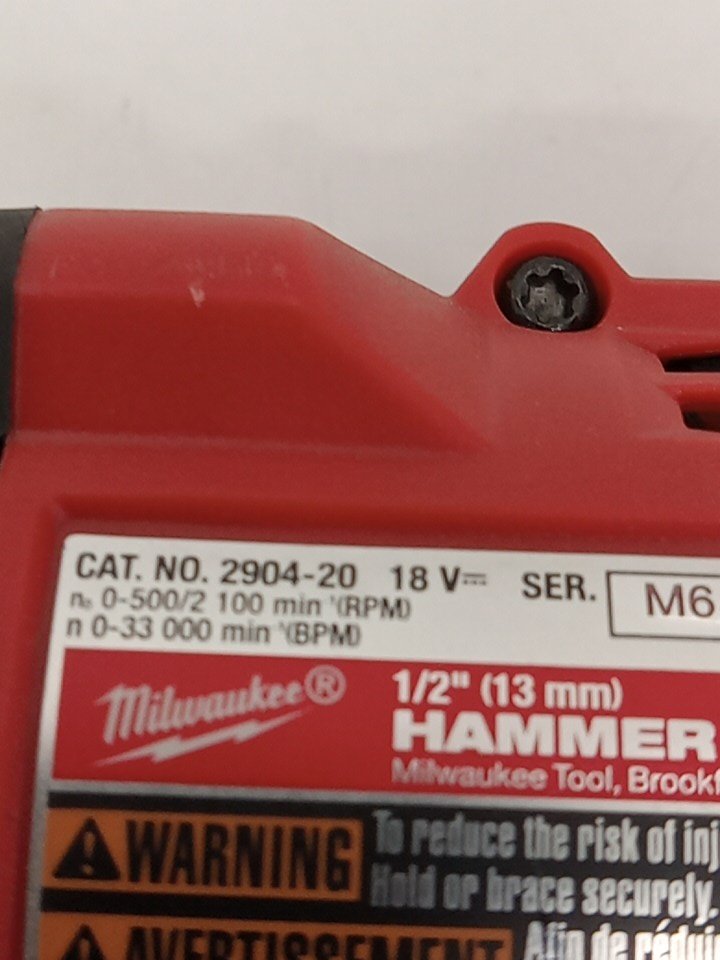 CAT. NO. 2904-20 18 V⎓ SER. M6
n₀ 0-500/2 100 min⁻¹(RPM)
n 0-33 000 min⁻¹(BPM)
Milwaukee®
1/2" (13 mm)
HAMMER
Milwaukee Tool, Brookf
WARNING
To reduce the risk of inj
Hold or brace securely.
AVERTISSEMENT
Afin de rédui